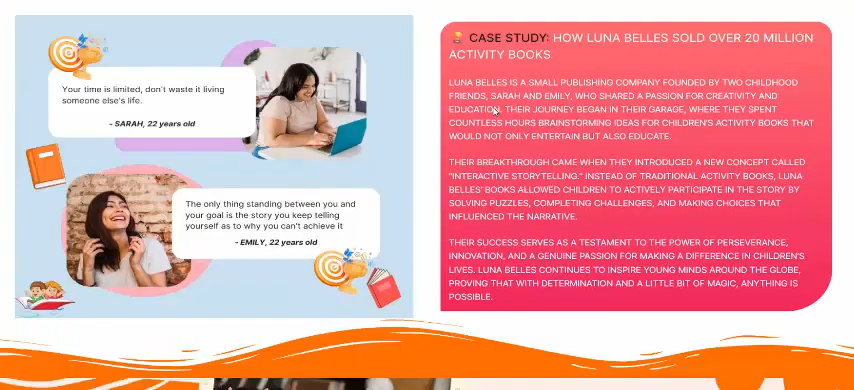 Your time is limited, don't waste it living
someone else's life.
- SARAH, 22 years old
The only thing standing between you and
your goal is the story you keep telling
yourself as to why you can't achieve it
- EMILY, 22 years old
CASE STUDY: HOW LUNA BELLES SOLD OVER 20 MILLION
ACTIVITY BOOKS
LUNA BELLES IS A SMALL PUBLISHING COMPANY FOUNDED BY TWO CHILDHOOD
FRIENDS, SARAH AND EMILY, WHO SHARED A PASSION FOR CREATIVITY AND
EDUCATION. THEIR JOURNEY BEGAN IN THEIR GARAGE, WHERE THEY SPENT
COUNTLESS HOURS BRAINSTORMING IDEAS FOR CHILDREN'S ACTIVITY BOOKS THAT
WOULD NOT ONLY ENTERTAIN BUT ALSO EDUCATE.
THEIR BREAKTHROUGH CAME WHEN THEY INTRODUCED A NEW CONCEPT CALLED
"INTERACTIVE STORYTELLING." INSTEAD OF TRADITIONAL ACTIVITY BOOKS, LUNA
BELLES' BOOKS ALLOWED CHILDREN TO ACTIVELY PARTICIPATE IN THE STORY BY
SOLVING PUZZLES, COMPLETING CHALLENGES, AND MAKING CHOICES THAT
INFLUENCED THE NARRATIVE.
THEIR SUCCESS SERVES AS A TESTAMENT TO THE POWER OF PERSEVERANCE,
INNOVATION, AND A GENUINE PASSION FOR MAKING A DIFFERENCE IN CHILDREN'S
LIVES. LUNA BELLES CONTINUES TO INSPIRE YOUNG MINDS AROUND THE GLOBE,
PROVING THAT WITH DETERMINATION AND A LITTLE BIT OF MAGIC, ANYTHING IS
POSSIBLE.